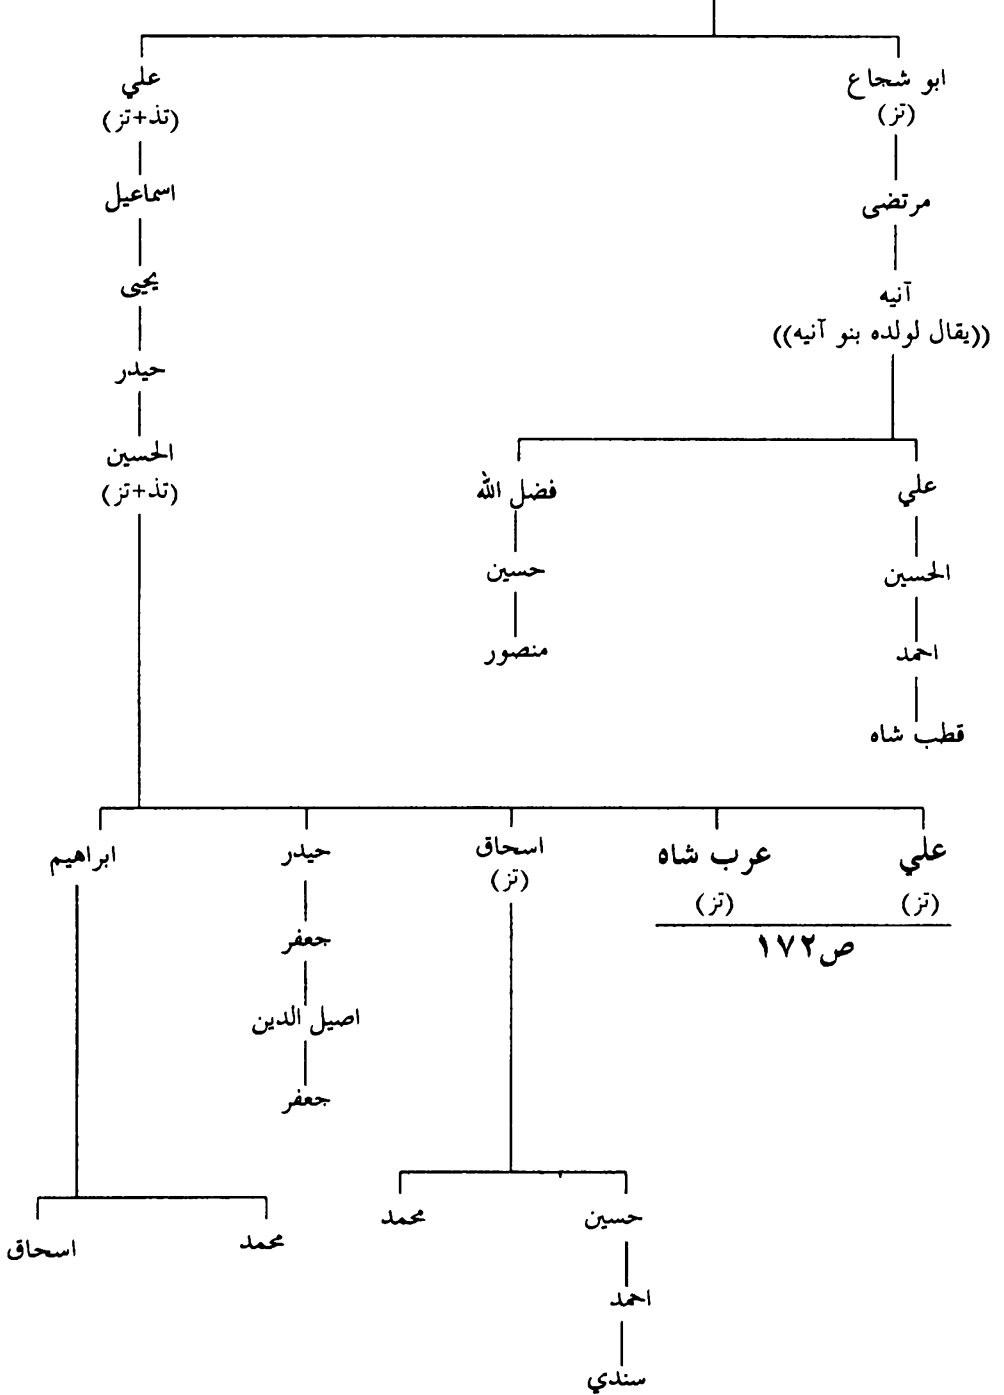 ابو شجاع
(تز)
علي
(تذ+تز)
مرتضى
اسماعيل
آنيه
((يقال لولده بنو آنيه))
يحيى
حيدر
الحسين
(تذ+تز)
علي
فضل الله
الحسين
حسين
احمد
منصور
قطب شاه
علي
(تز)
عرب شاه
(تز)
ص١٧٢
اسحاق
(تز)
حيدر
ابراهيم
جعفر
اصيل الدين
جعفر
حسين
محمد
محمد
اسحاق
احمد
سندي